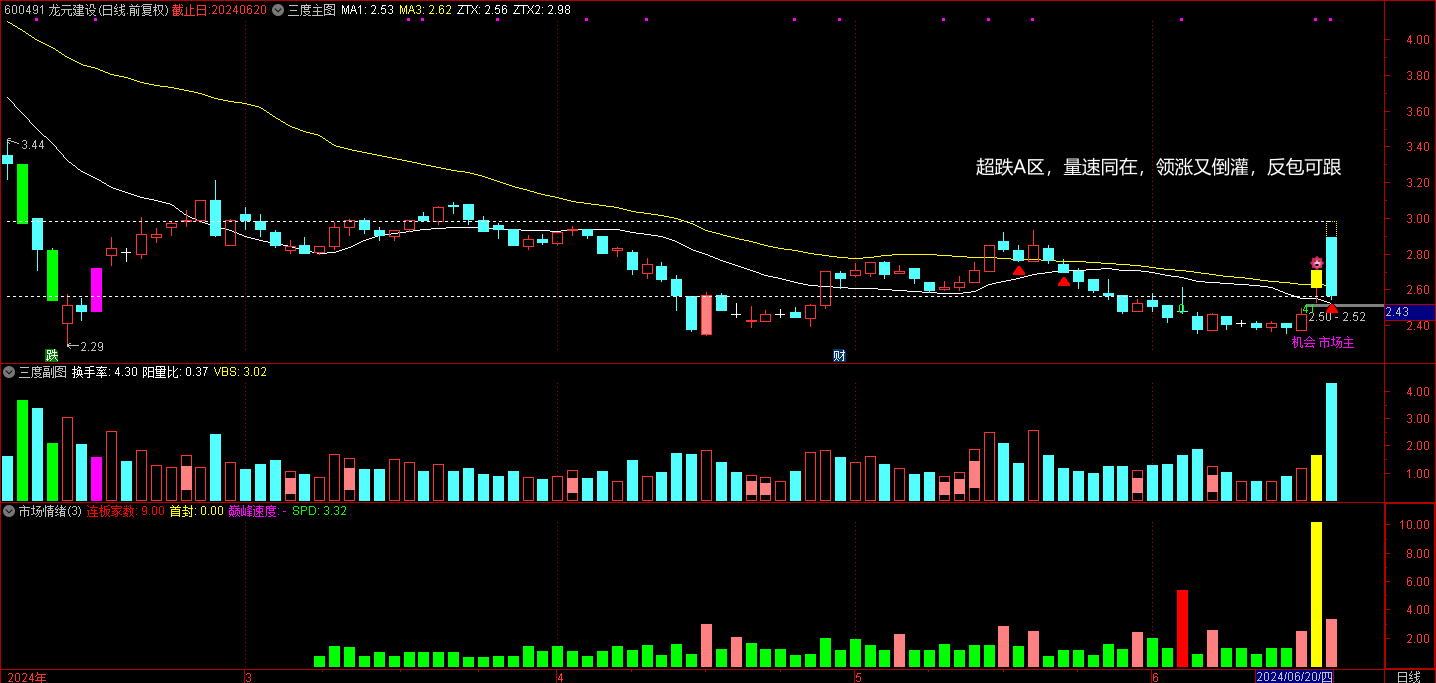 600491 龙元建设(日线.前复权) 截止日:20240620 三度主图 MA1: 2.53 MA3: 2.62 ZTX: 2.56 ZTX2: 2.98
4.00
3.80
3.60
3.44
3.40
超跌A区，量速同在，领涨又倒灌，反包可跟
3.20
3.00
2.80
2.60
2.50 - 2.52
2.43
2.40
2.29
机会 市场主
跌
财
三度副图 换手率: 4.30 阳量比: 0.37 VBS: 3.02
4.00
3.00
2.00
1.00
市场情绪(3) 连板家数: 9.00 首封: 0.00 巅峰速度: - SPD: 3.32
10.00
8.00
6.00
4.00
2.00
2024年 3 4 5 6 2024/06/20/四 日线